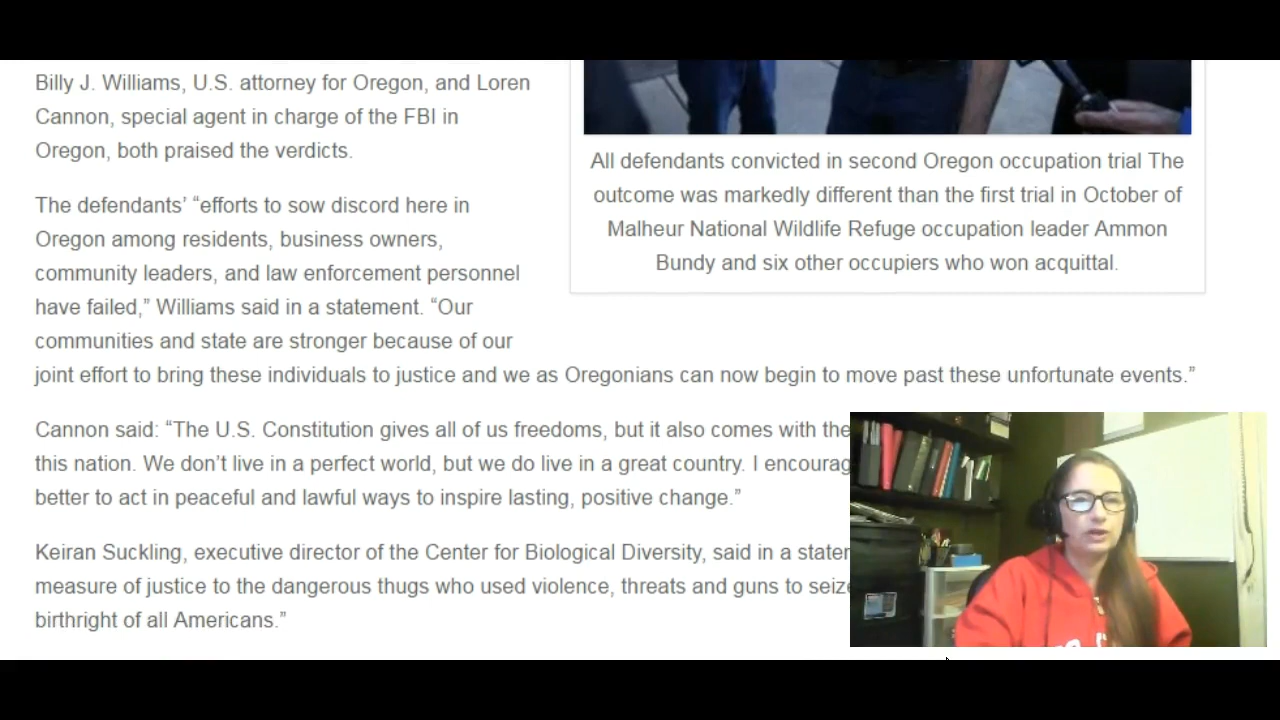 Billy J. Williams, U.S. attorney for Oregon, and Loren
Cannon, special agent in charge of the FBI in
Oregon, both praised the verdicts.
The defendants’ “efforts to sow discord here in
Oregon among residents, business owners,
community leaders, and law enforcement personnel
have failed,” Williams said in a statement. “Our
communities and state are stronger because of our
joint effort to bring these individuals to justice and we as Oregonians can now begin to move past these unfortunate events.”
Cannon said: “The U.S. Constitution gives all of us freedoms, but it also comes with the
this nation. We don’t live in a perfect world, but we do live in a great country. I encourag
better to act in peaceful and lawful ways to inspire lasting, positive change.”
Keiran Suckling, executive director of the Center for Biological Diversity, said in a stater
measure of justice to the dangerous thugs who used violence, threats and guns to seize
birthright of all Americans.”
All defendants convicted in second Oregon occupation trial The
outcome was markedly different than the first trial in October of
Malheur National Wildlife Refuge occupation leader Ammon
Bundy and six other occupiers who won acquittal.